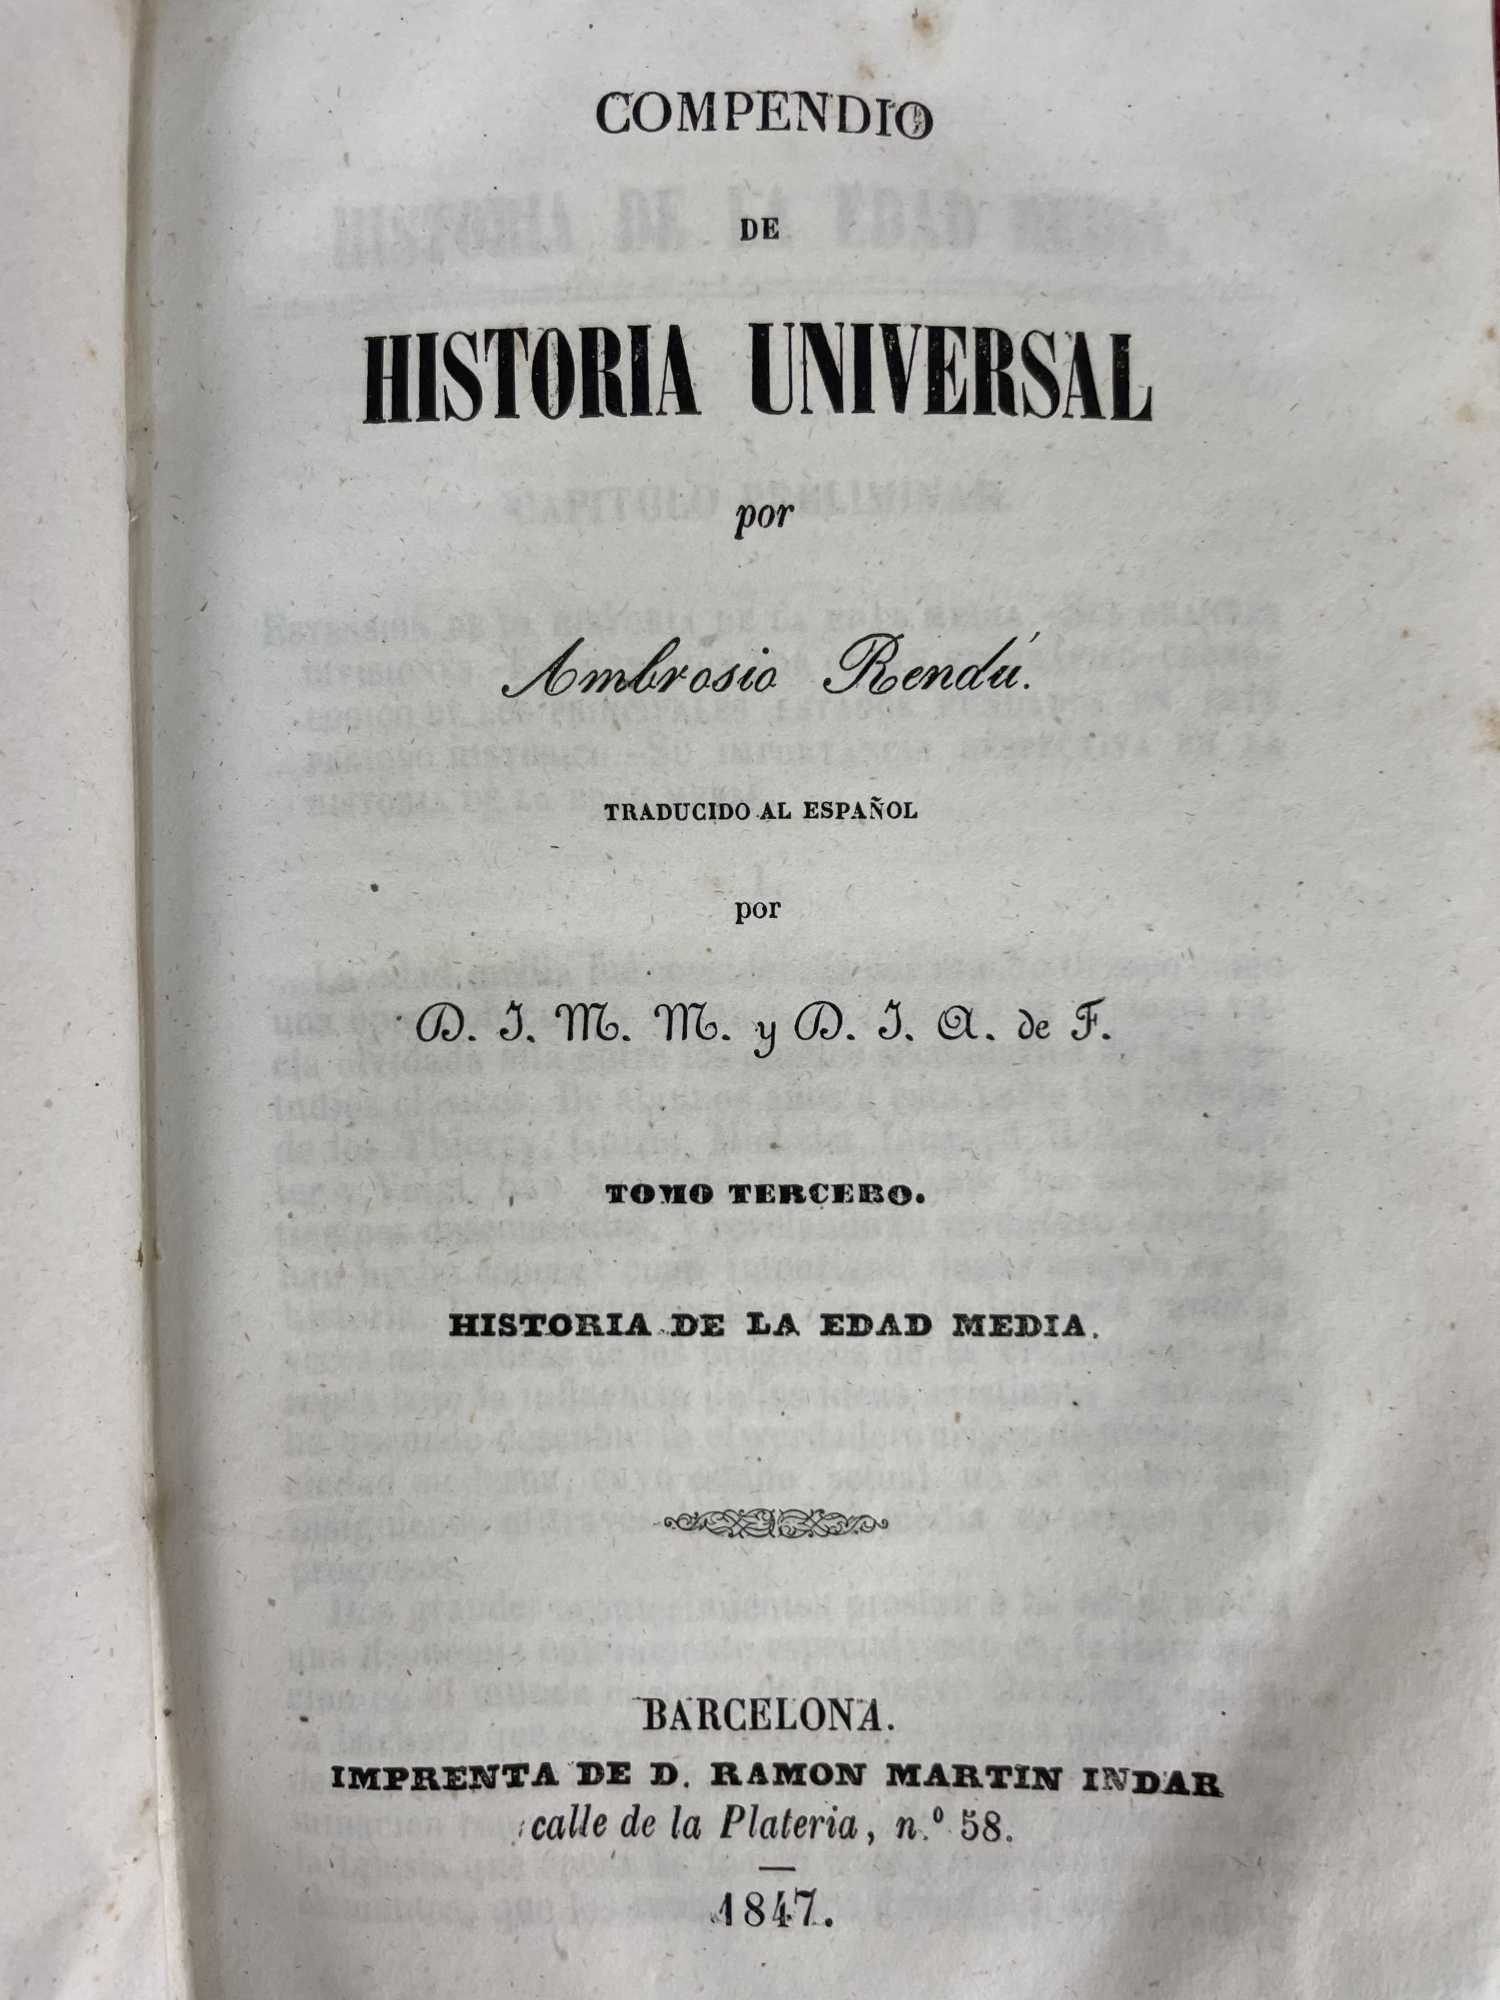 COMPENDIO
DE
HISTORIA UNIVERSAL
por
Ambrosio Rendú.
TRADUCIDO AL ESPAÑOL
por
D. J. M. M. y D. J. A. de F.
TOMO TERCERO.
HISTORIA DE LA EDAD MEDIA.
BARCELONA.
IMPRENTA DE D. RAMON MARTIN INDAR
calle de la Plateria, n.º 58.
1847.